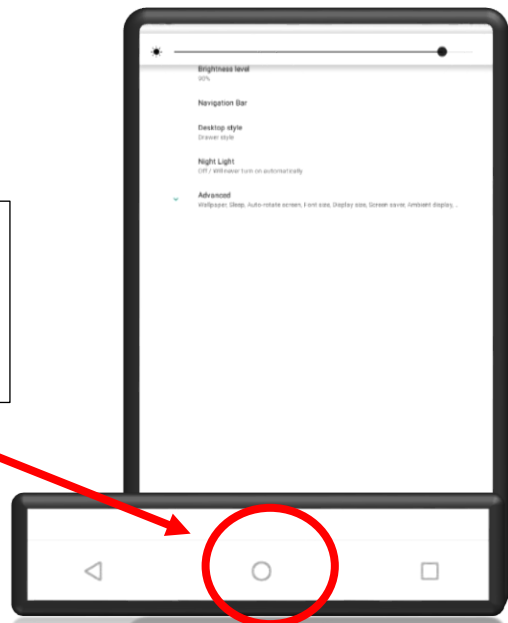 Brightness level
90%
Navigation Bar
Desktop style
Drawer style
Night Light
Off / Will never turn on automatically
Advanced
Wallpaper, Sleep, Auto-rotate screen, Font size, Display size, Screen saver, Ambient display, ..